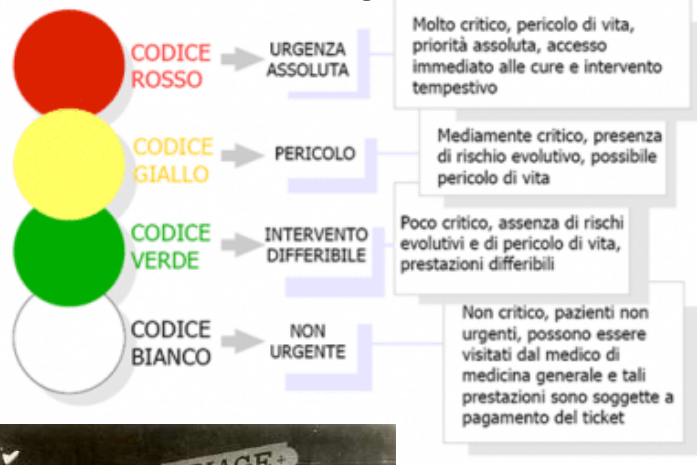 CODICE
ROSSO
URGENZA
ASSOLUTA
Molto critico, pericolo di vita,
priorità assoluta, accesso
immediato alle cure e intervento
tempestivo
CODICE
GIALLO
PERICOLO
Mediamente critico, presenza
di rischio evolutivo, possibile
pericolo di vita
CODICE
VERDE
INTERVENTO
DIFFERIBILE
Poco critico, assenza di rischi
evolutivi e di pericolo di vita,
prestazioni differibili
CODICE
BIANCO
NON
URGENTE
Non critico, pazienti non
urgenti, possono essere
visitati dal medico di
medicina generale e tali
prestazioni sono soggette a
pagamento del ticket